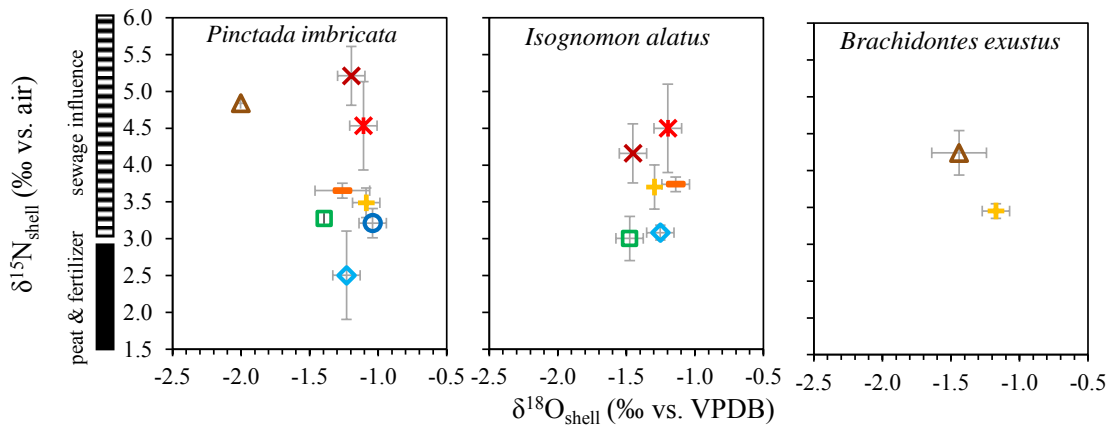 Pinctada imbricata
Isognomon alatus
Brachidontes exustus
δ¹⁵Nshell (‰ vs. air)
sewage influence
peat & fertilizer
6.0
5.5
5.0
4.5
4.0
3.5
3.0
2.5
2.0
1.5
-2.5 -2.0 -1.5 -1.0 -0.5
-2.5 -2.0 -1.5 -1.0 -0.5
-2.5 -2.0 -1.5 -1.0 -0.5
δ¹⁸Oshell (‰ vs. VPDB)